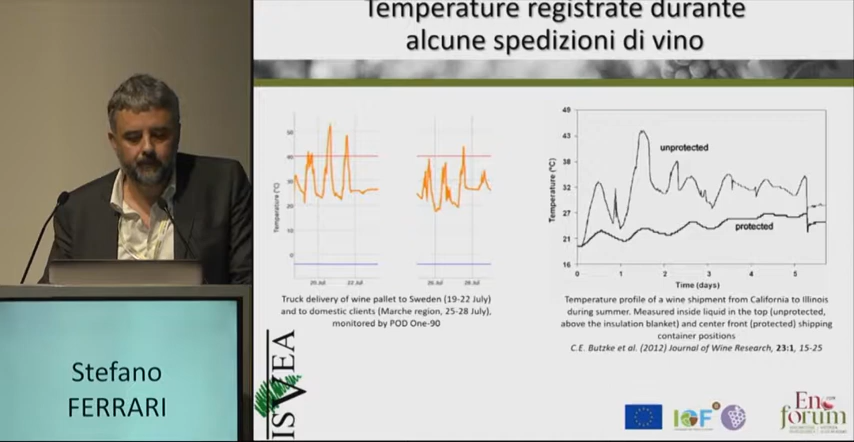 Temperature registrate durante
alcune spedizioni di vino
Temperature (°C)
50
40
30
20
10
0
20.Jul
22.Jul
26.Jul
28.Jul
Truck delivery of wine pallet to Sweden (19-22 July)
and to domestic clients (Marche region, 25-28 July),
monitored by POD One-90
Temperature (°C)
49
43
38
32
27
21
16
unprotected
protected
0
1
2
3
4
5
Time (days)
Temperature profile of a wine shipment from California to Illinois
during summer. Measured inside liquid in the top (unprotected,
above the insulation blanket) and center front (protected) shipping
container positions
C.E. Butzke et al. (2012) Journal of Wine Research, 23:1, 15-25
Stefano
FERRARI
IS VEA
En
forum